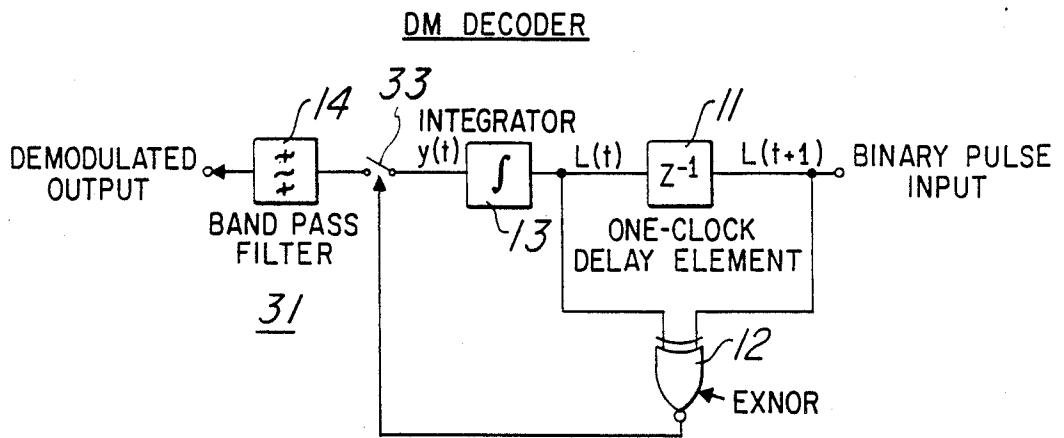 DM DECODER
33
14
INTEGRATOR
11
DEMODULATED
OUTPUT
y(t)
∫
L(t)
Z⁻¹
L(t+1)
BINARY PULSE
INPUT
BAND PASS
FILTER
13
ONE-CLOCK
DELAY ELEMENT
31
12
EXNOR